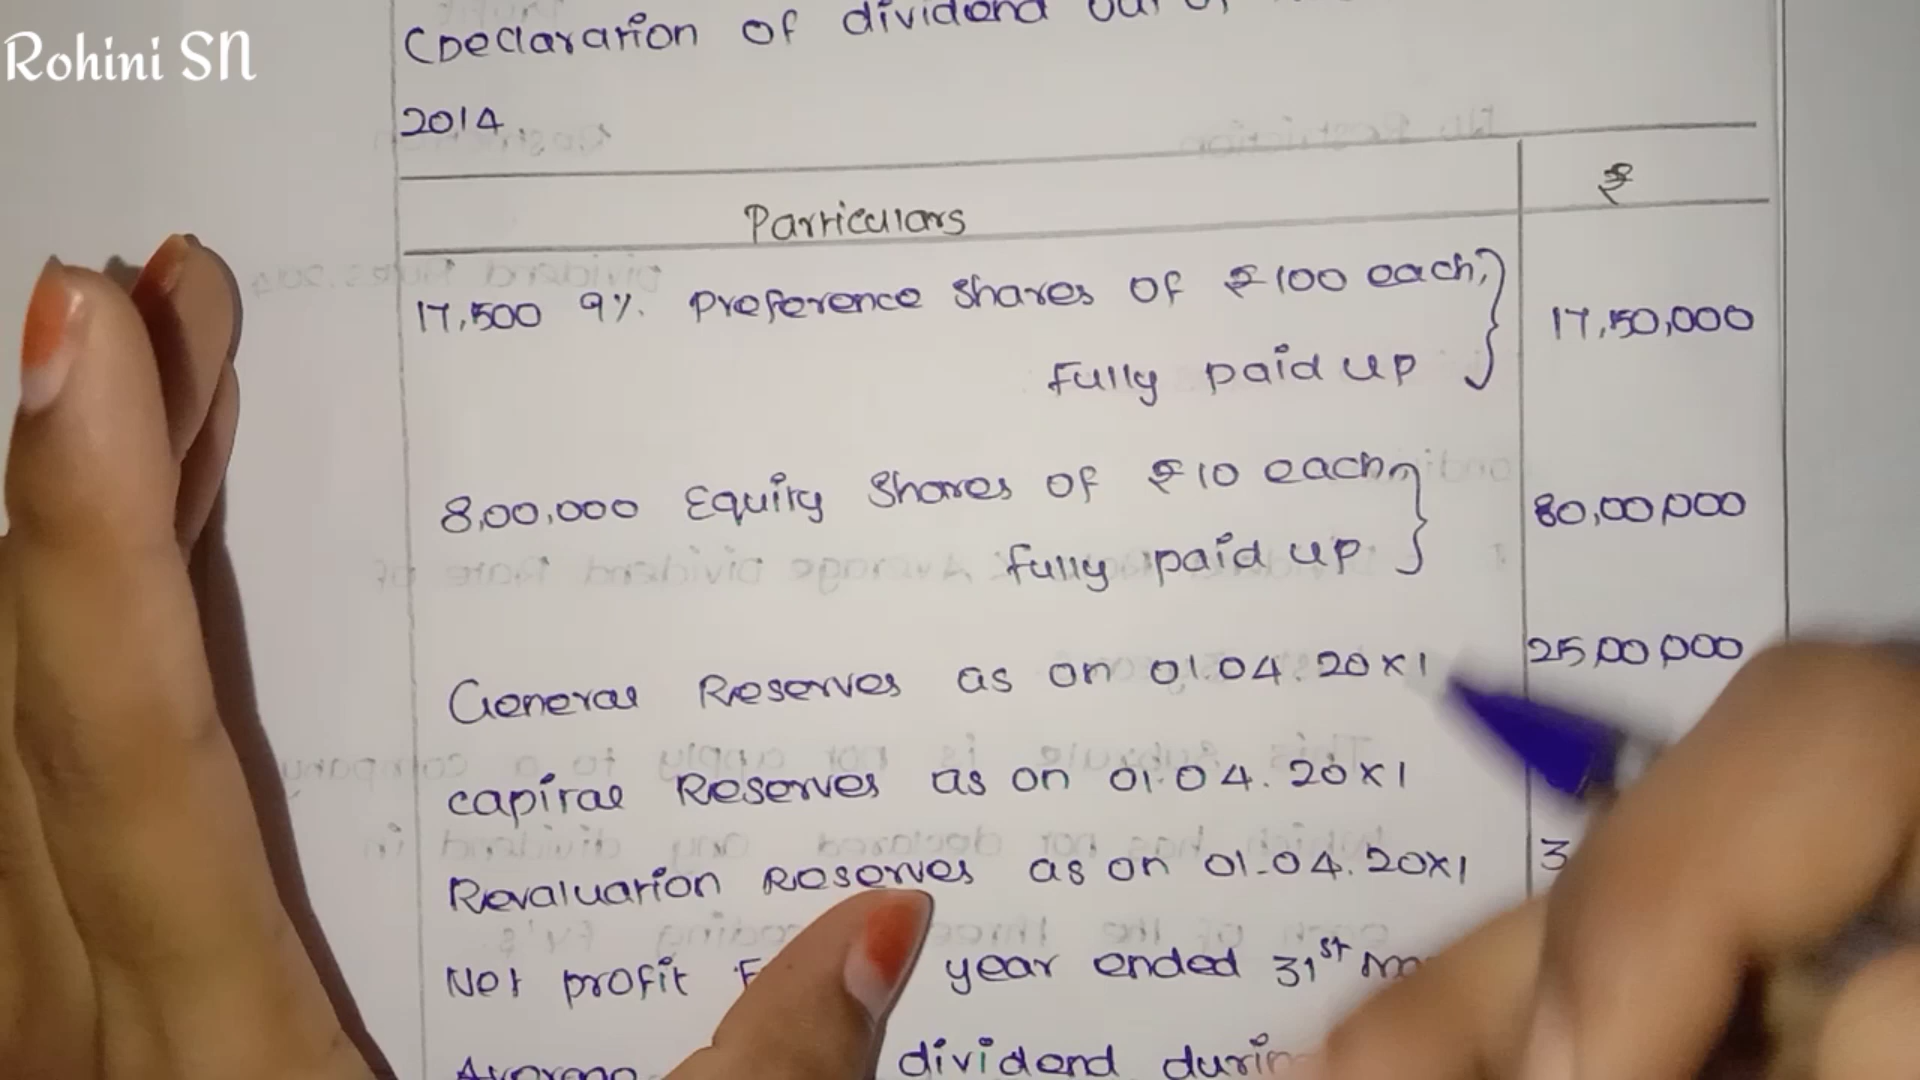 Rohini SN
(Declaration of dividend out of
2014.
Particulars ₹
17,500 9%. Preference Shares of ₹100 each, 17,50,000
Fully paid up
8,00,000 Equity Shares of ₹10 each 80,00,000
fully paid up
General Reserves as on 01.04.20x1 25,00,000
capital Reserves as on 01.04.20x1
Revaluation Reserves as on 01.04.20x1 3
Net profit year ended 31st
dividend